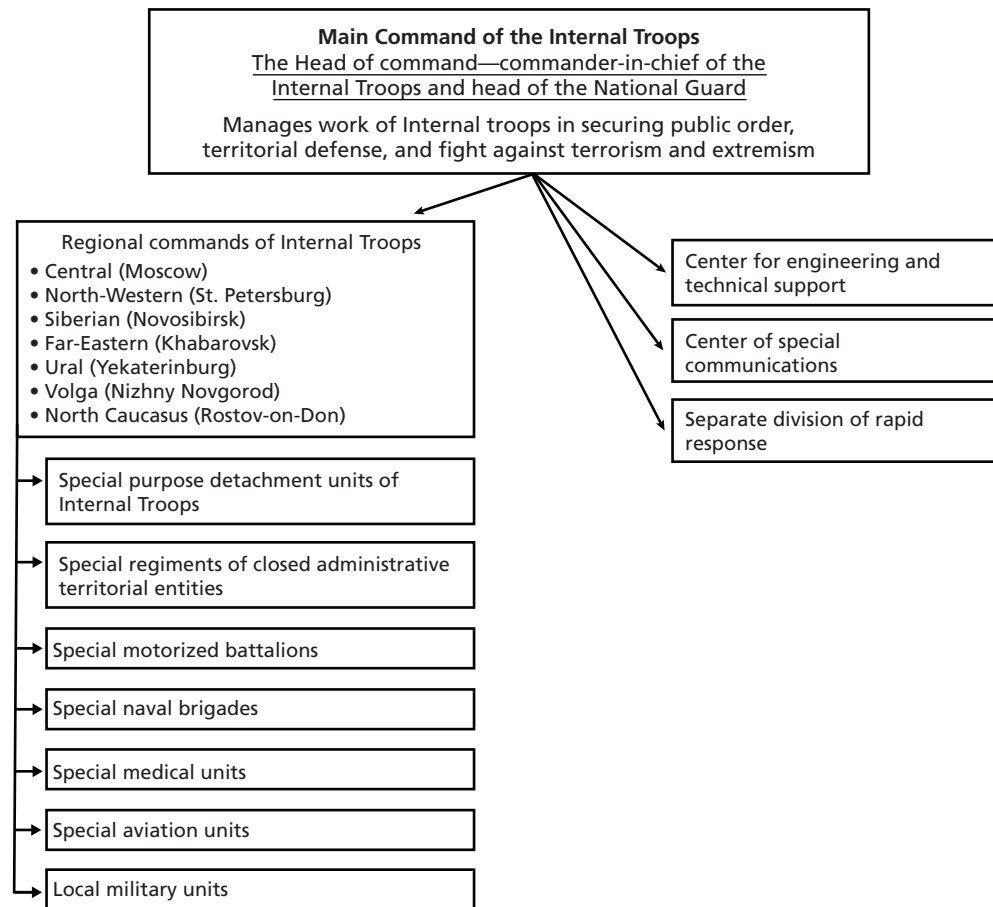 Main Command of the Internal Troops
The Head of command—commander-in-chief of the
Internal Troops and head of the National Guard
Manages work of Internal troops in securing public order,
territorial defense, and fight against terrorism and extremism
Regional commands of Internal Troops
• Central (Moscow)
• North-Western (St. Petersburg)
• Siberian (Novosibirsk)
• Far-Eastern (Khabarovsk)
• Ural (Yekaterinburg)
• Volga (Nizhny Novgorod)
• North Caucasus (Rostov-on-Don)
Special purpose detachment units of
Internal Troops
Special regiments of closed administrative
territorial entities
Special motorized battalions
Special naval brigades
Special medical units
Special aviation units
Local military units
Center for engineering and
technical support
Center of special
communications
Separate division of rapid
response